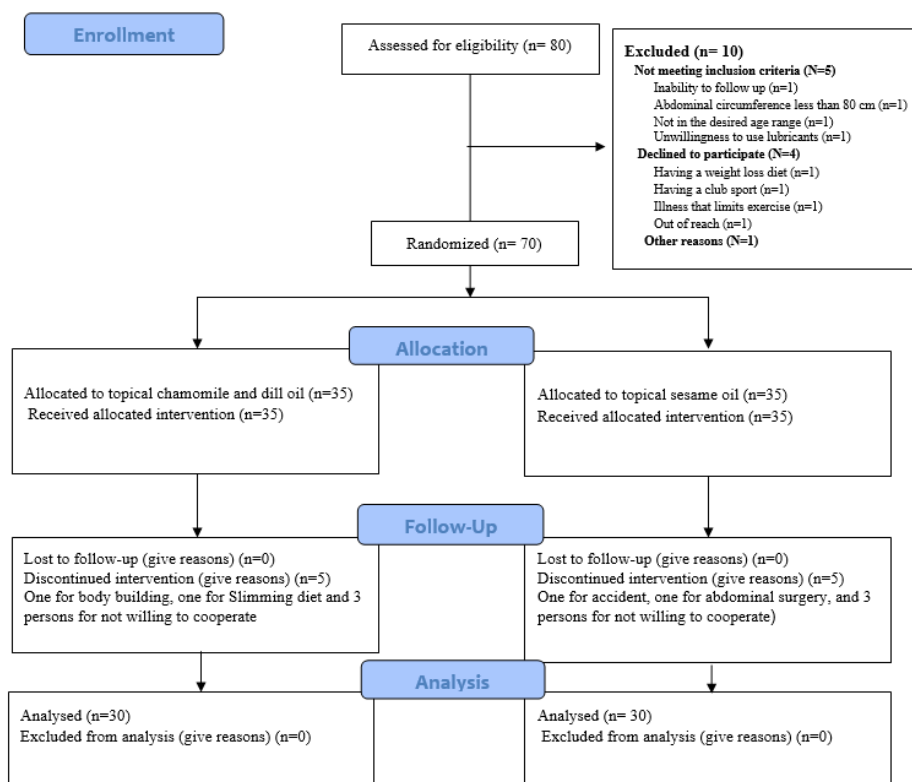 Enrollment
Assessed for eligibility (n= 80)
Excluded (n= 10)
Not meeting inclusion criteria (N=5)
Inability to follow up (n=1)
Abdominal circumference less than 80 cm (n=1)
Not in the desired age range (n=1)
Unwillingness to use lubricants (n=1)
Declined to participate (N=4)
Having a weight loss diet (n=1)
Having a club sport (n=1)
Illness that limits exercise (n=1)
Out of reach (n=1)
Other reasons (N=1)
Randomized (n= 70)
Allocation
Allocated to topical chamomile and dill oil (n=35)
Received allocated intervention (n=35)
Allocated to topical sesame oil (n=35)
Received allocated intervention (n=35)
Follow-Up
Lost to follow-up (give reasons) (n=0)
Discontinued intervention (give reasons) (n=5)
One for body building, one for Slimming diet and 3
persons for not willing to cooperate
Lost to follow-up (give reasons) (n=0)
Discontinued intervention (give reasons) (n=5)
One for accident, one for abdominal surgery, and 3
persons for not willing to cooperate)
Analysis
Analysed (n=30)
Excluded from analysis (give reasons) (n=0)
Analysed (n= 30)
Excluded from analysis (give reasons) (n=0)